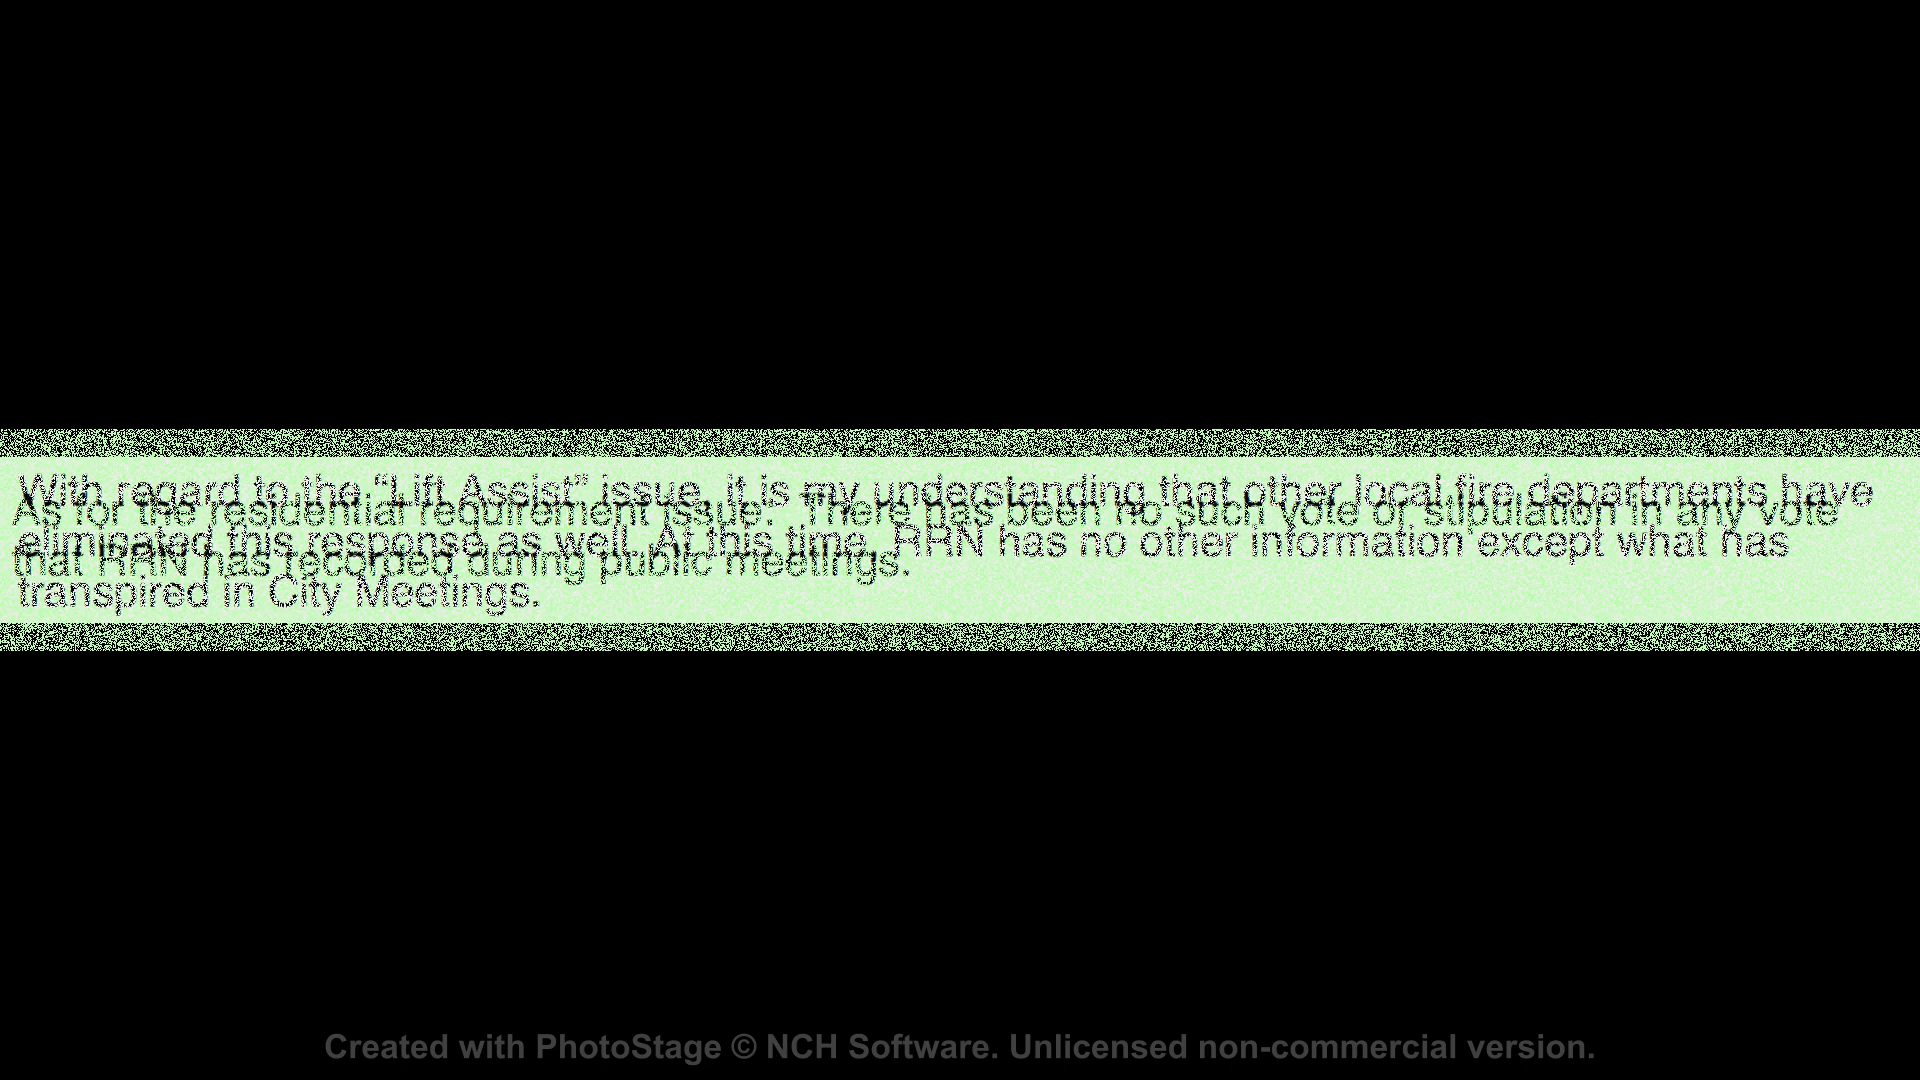 With regard to the “Lift Assist” issue, it is my understanding that other local fire departments have
eliminated this response as well. At this time, RRN has no other information except what has
transpired in City Meetings.
As for the residential requirement issue. There has been no such vote or stipulation in any vote
that RRN has recorded during public meetings.
Created with PhotoStage © NCH Software. Unlicensed non-commercial version.